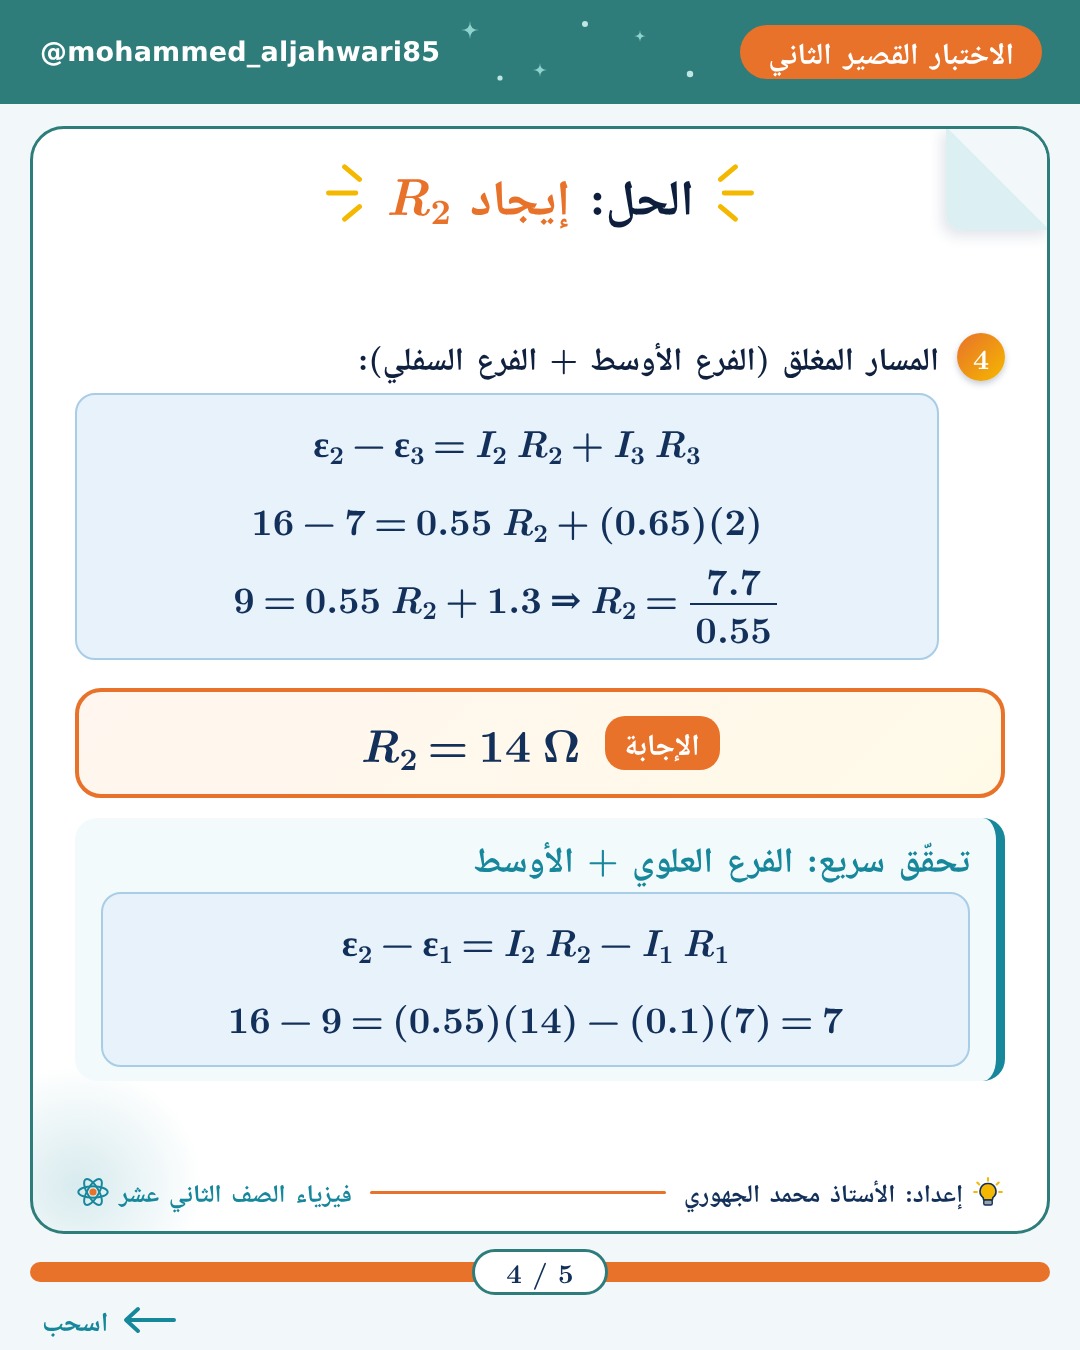 @mohammed_aljahwari85
الاختبار القصير الثاني
الحل: إيجاد R₂
4
المسار المغلق (الفرع الأوسط + الفرع السفلي):
ε₂ − ε₃ = I₂ R₂ + I₃ R₃
16 − 7 = 0.55 R₂ + (0.65)(2)
9 = 0.55 R₂ + 1.3 ⇒ R₂ = 7.7/0.55
الإجابة
R₂ = 14 Ω
تحقّق سريع: الفرع العلوي + الأوسط
ε₂ − ε₁ = I₂ R₂ − I₁ R₁
16 − 9 = (0.55)(14) − (0.1)(7) = 7
إعداد: الأستاذ محمد الجهوري
فيزياء الصف الثاني عشر
4 / 5
اسحب